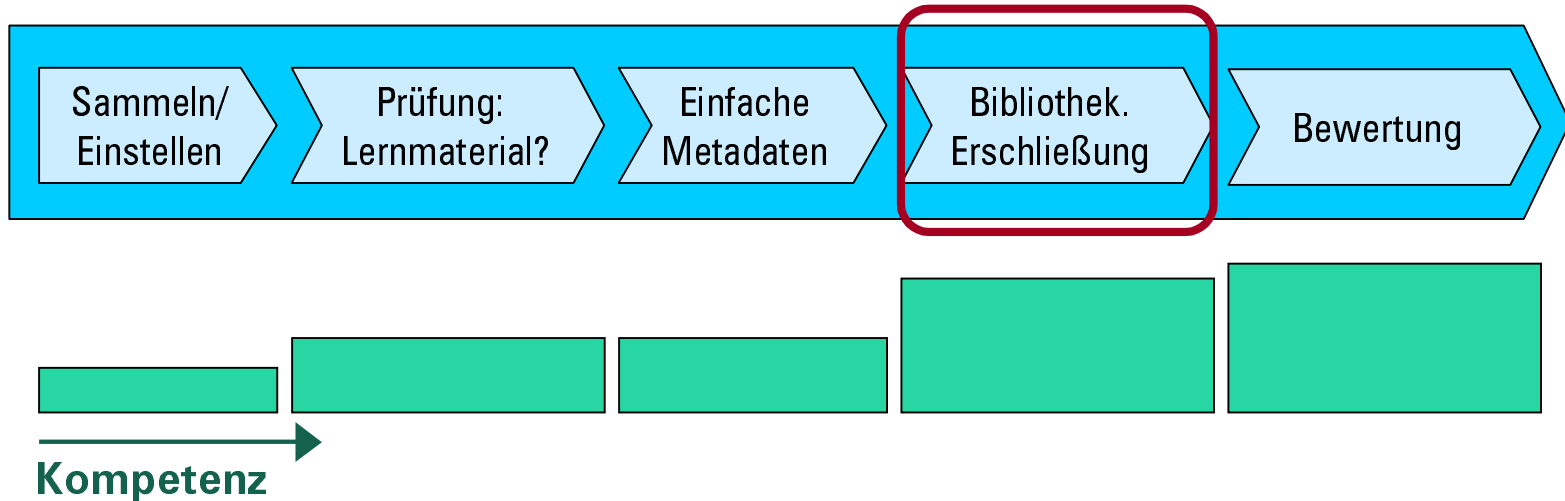 Sammeln/
Einstellen
Prüfung:
Lernmaterial?
Einfache
Metadaten
Bibliothek.
Erschließung
Bewertung
Kompetenz